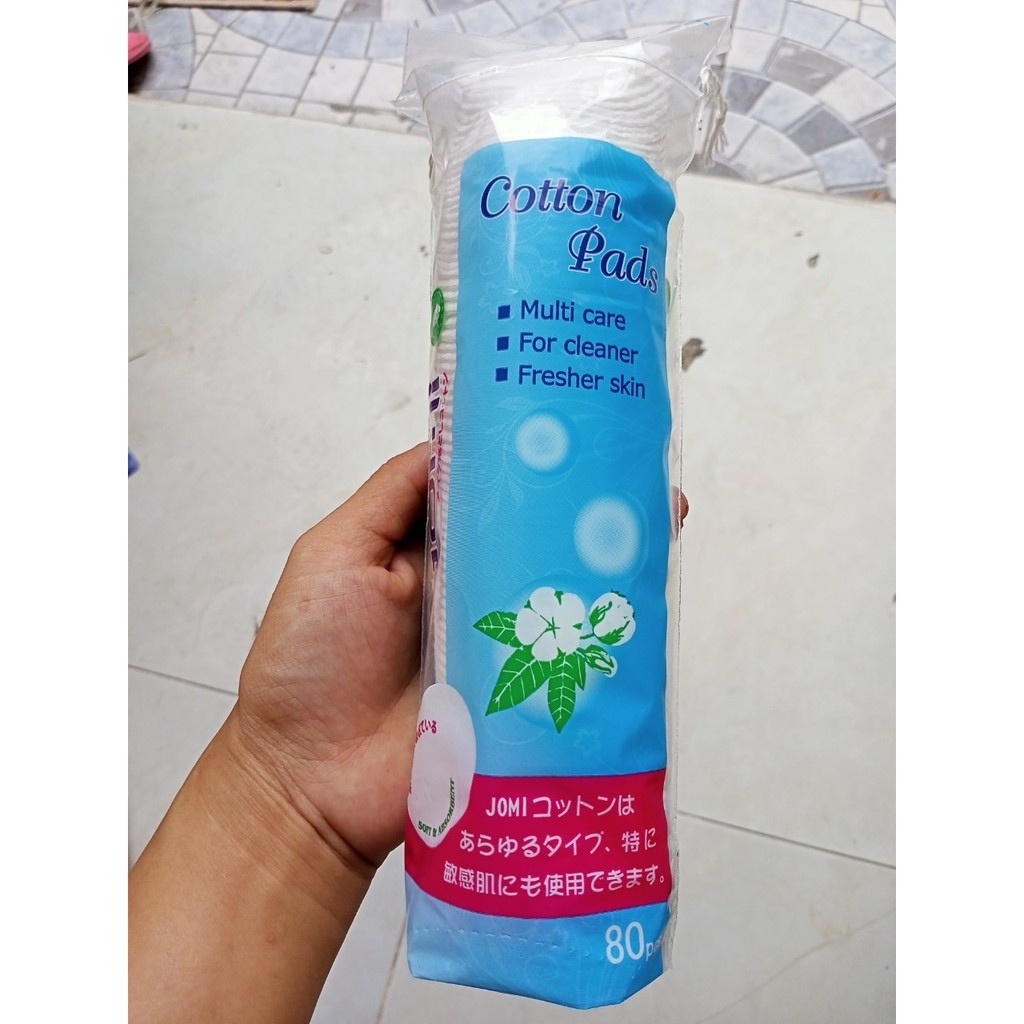 Cotton
Pads
Multi care
For cleaner
Fresher skin
SOFT & ABSORBENT
JOMIコットンは
あらゆるタイプ、特に
敏感肌にも使用できます。
80